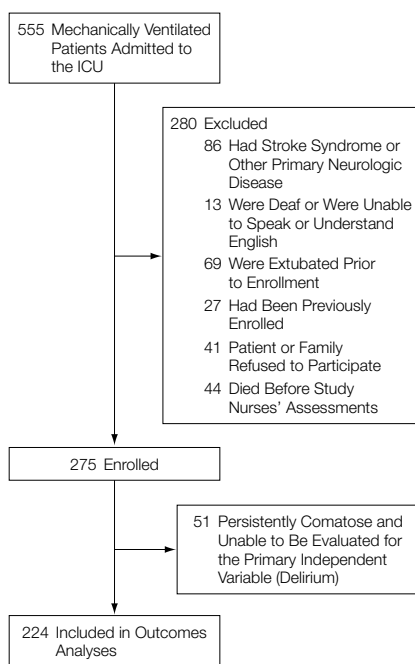 555 Mechanically Ventilated
Patients Admitted to
the ICU
280 Excluded
86 Had Stroke Syndrome or
Other Primary Neurologic
Disease
13 Were Deaf or Were Unable
to Speak or Understand
English
69 Were Extubated Prior
to Enrollment
27 Had Been Previously
Enrolled
41 Patient or Family
Refused to Participate
44 Died Before Study
Nurses' Assessments
275 Enrolled
51 Persistently Comatose and
Unable to Be Evaluated for
the Primary Independent
Variable (Delirium)
224 Included in Outcomes
Analyses